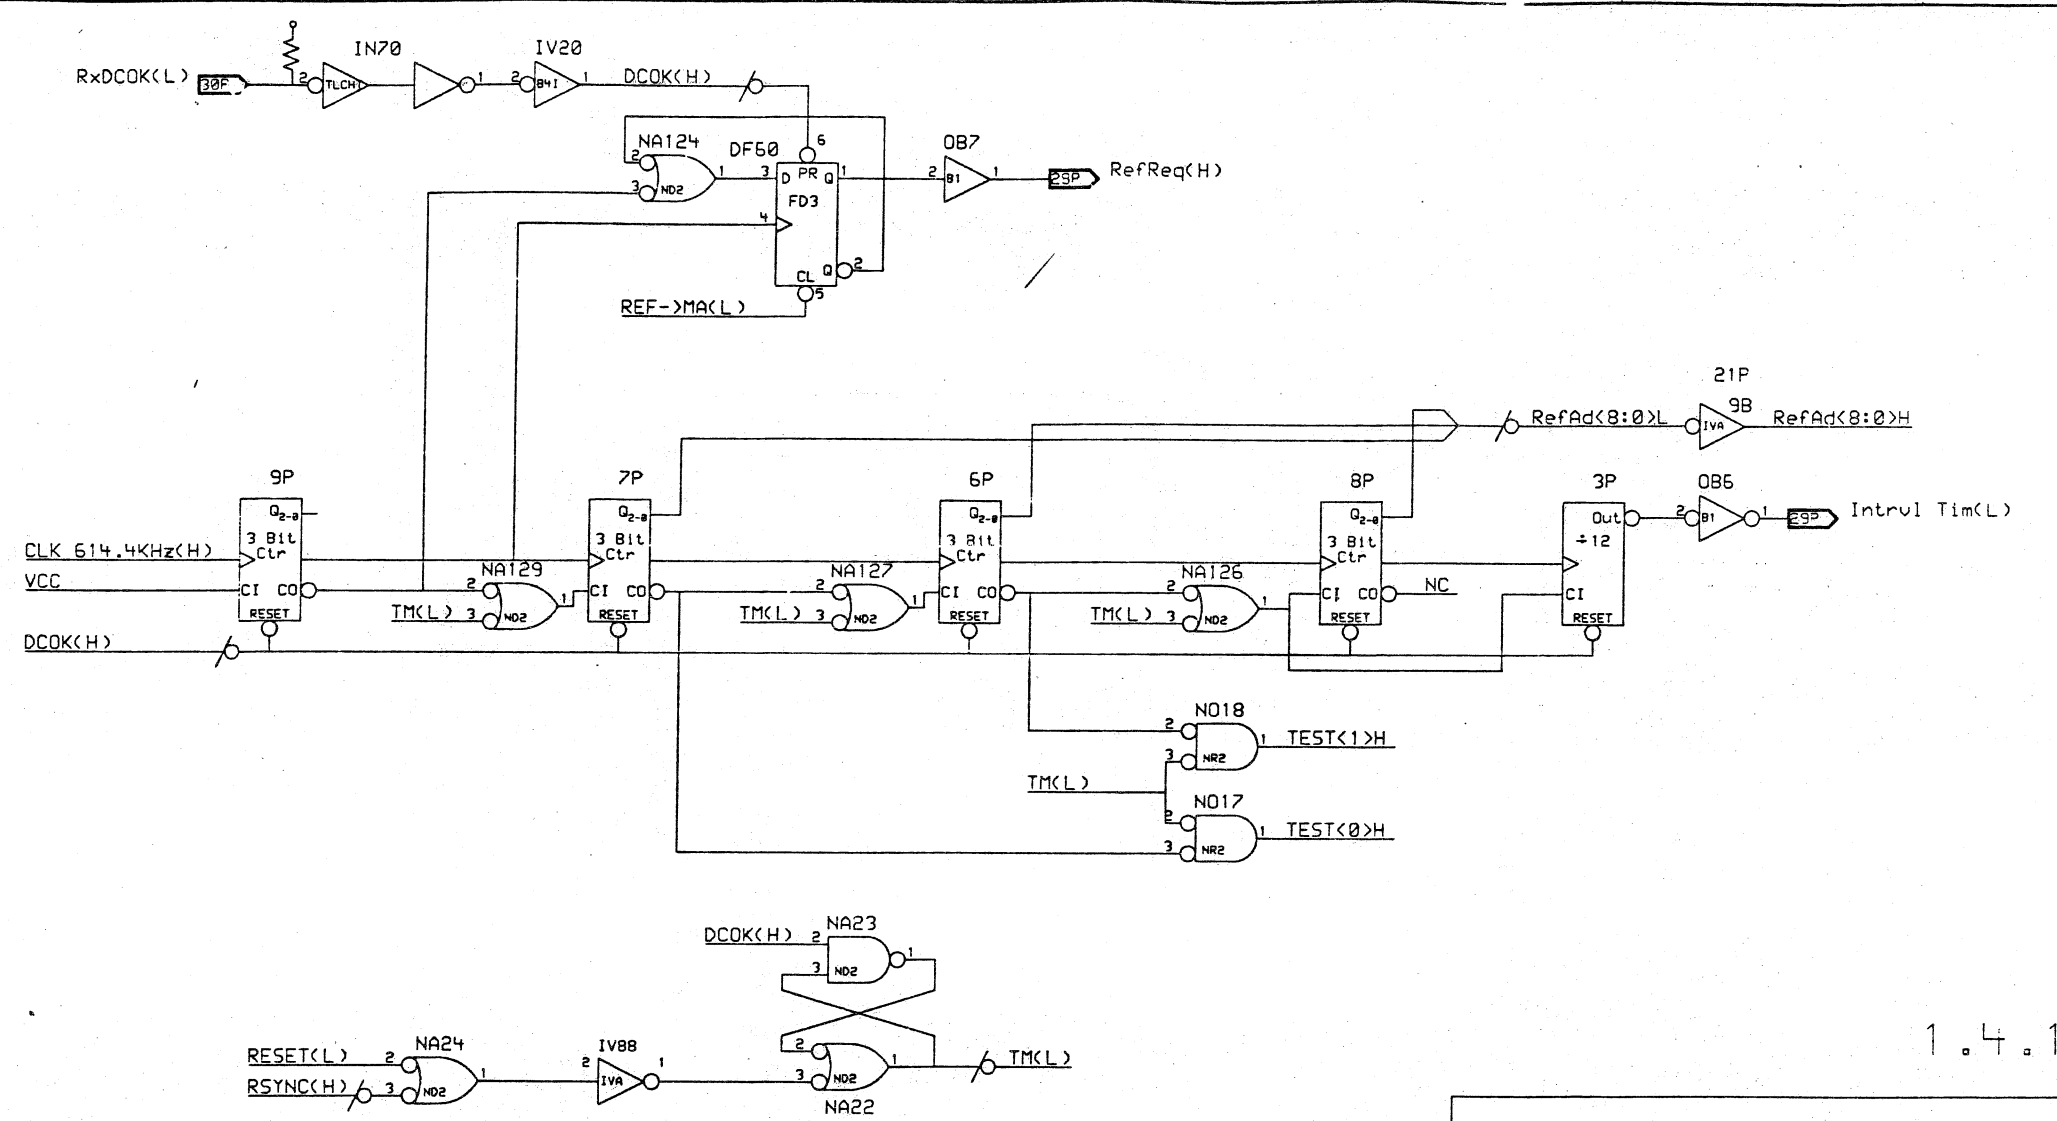 IN70 IV20
RxDCOK(L) 30F 2 TLCHT 1 2 B4I 1 DCOK(H)
NA124 DF60 6 OB7
2 3 ND2 1 3 D PR Q 1 2 B1 1 29P RefReq(H)
FD3
4
CL Q 2
5
REF->MA(L)
21P
9B
RefAd<8:0>L IVA RefAd<8:0>H
9P 7P 6P 8P 3P OB6
Q2-0 Q2-0 Q2-0 Q2-0 Out 2 B1 1 29P Intrvl Tim(L)
3 Bit 3 Bit 3 Bit 3 Bit ÷12
CLK 614.4KHz(H) Ctr Ctr Ctr Ctr
NA129 NA127 NA126
VCC CI CO 2 1 CI CO 2 1 CI CO 2 1 CI CO NC CI
RESET TM(L) 3 ND2 RESET TM(L) 3 ND2 RESET TM(L) 3 ND2 RESET RESET
DCOK(H)
NO18
2 1 TEST<1>H
3 NR2
TM(L)
NO17
2 1 TEST<0>H
3 NR2
NA23
DCOK(H) 2 1
3 ND2
NA24 IV88
RESET(L) 2 1 2 IVA 1 2 1 TM(L)
RSYNC(H) 3 ND2 3 ND2
NA22
1.4.1